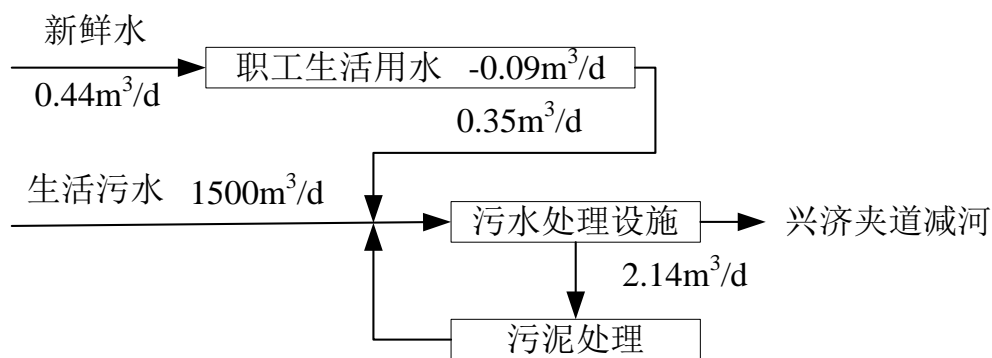 新鲜水
0.44m³/d
职工生活用水 -0.09m³/d
0.35m³/d
生活污水 1500m³/d
污水处理设施
兴济夹道减河
2.14m³/d
污泥处理